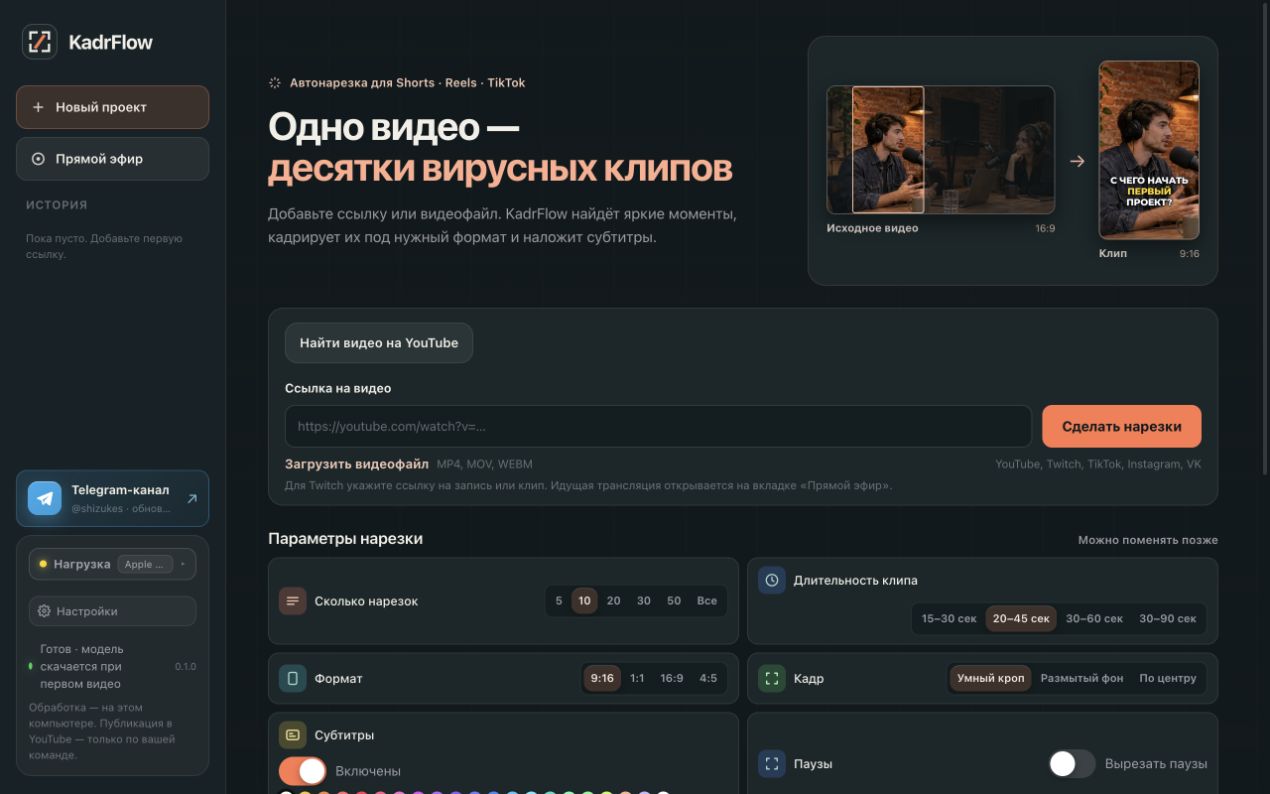 KadrFlow
Новый проект
Прямой эфир
ИСТОРИЯ
Пока пусто. Добавьте первую
ссылку.
Telegram-канал
@shizukes · обнов...
Нагрузка
Apple ...
Настройки
Готов · модель
скачается при
первом видео
0.1.0
Обработка — на этом
компьютере. Публикация в
YouTube — только по вашей
команде.
Автонарезка для Shorts · Reels · TikTok
Одно видео —
десятки вирусных клипов
Добавьте ссылку или видеофайл. KadrFlow найдёт яркие моменты,
кадрирует их под нужный формат и наложит субтитры.
Исходное видео 16:9
С ЧЕГО НАЧАТЬ
ПЕРВЫЙ
ПРОЕКТ?
Клип 9:16
Найти видео на YouTube
Ссылка на видео
https://youtube.com/watch?v=...
Сделать нарезки
Загрузить видеофайл MP4, MOV, WEBM
YouTube, Twitch, TikTok, Instagram, VK
Для Twitch укажите ссылку на запись или клип. Идущая трансляция открывается на вкладке «Прямой эфир».
Параметры нарезки
Можно поменять позже
Сколько нарезок
5 10 20 30 50 Все
Длительность клипа
15–30 сек 20–45 сек 30–60 сек 30–90 сек
Формат
9:16 1:1 16:9 4:5
Кадр
Умный кроп Размытый фон По центру
Субтитры
Включены
Паузы
Вырезать паузы